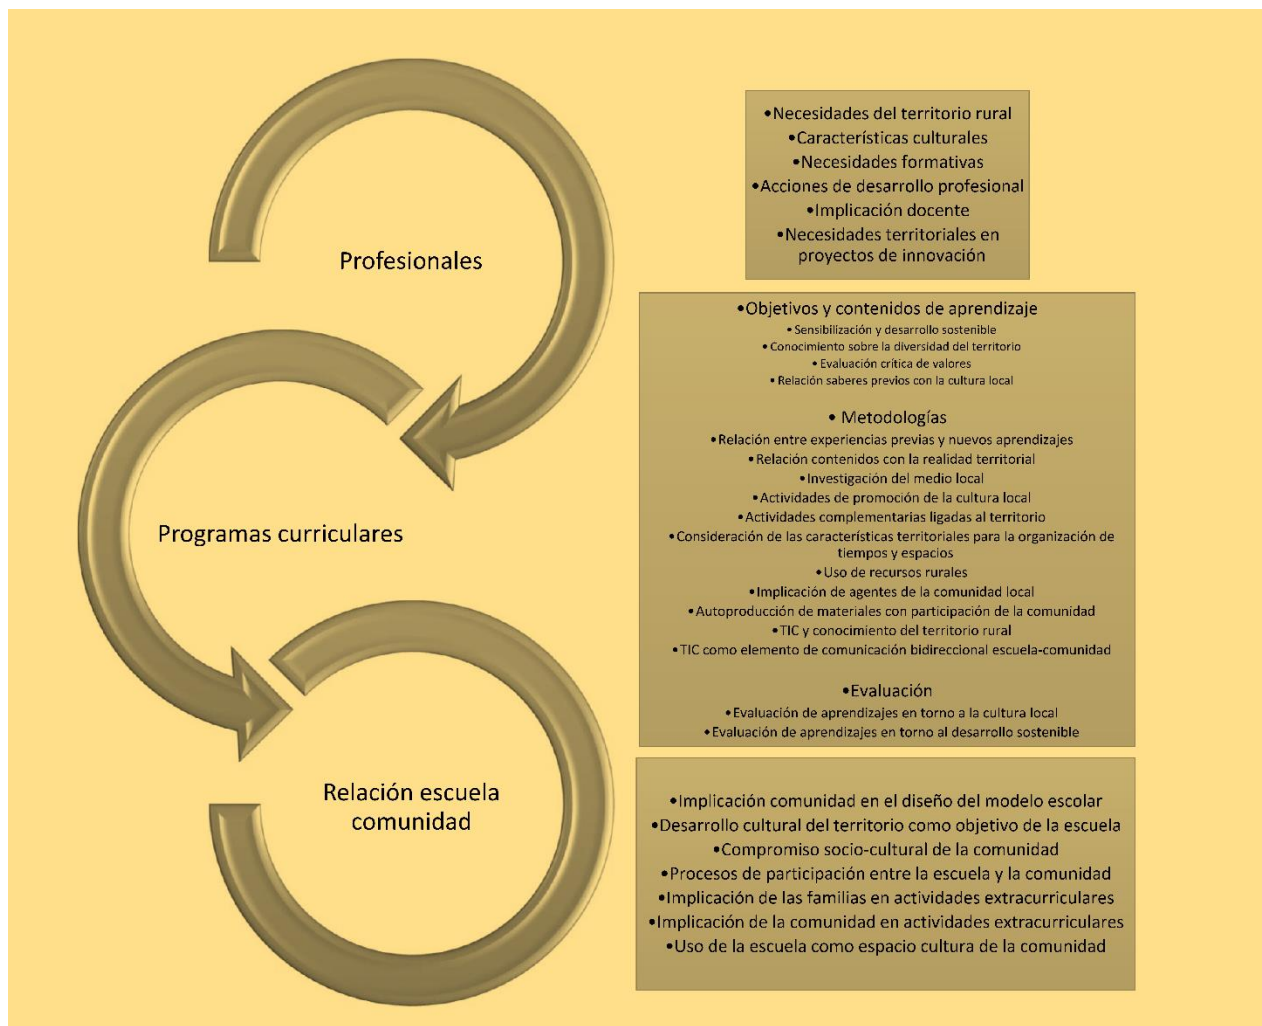 Profesionales
•Necesidades del territorio rural
•Características culturales
•Necesidades formativas
•Acciones de desarrollo profesional
•Implicación docente
•Necesidades territoriales en
proyectos de innovación
Programas curriculares
•Objetivos y contenidos de aprendizaje
• Sensibilización y desarrollo sostenible
• Conocimiento sobre la diversidad del territorio
• Evaluación crítica de valores
• Relación saberes previos con la cultura local
• Metodologías
•Relación entre experiencias previas y nuevos aprendizajes
•Relación contenidos con la realidad territorial
•Investigación del medio local
•Actividades de promoción de la cultura local
•Actividades complementarias ligadas al territorio
•Consideración de las características territoriales para la organización de
tiempos y espacios
•Uso de recursos rurales
•Implicación de agentes de la comunidad local
•Autoproducción de materiales con participación de la comunidad
•TIC y conocimiento del territorio rural
•TIC como elemento de comunicación bidireccional escuela-comunidad
•Evaluación
•Evaluación de aprendizajes en torno a la cultura local
•Evaluación de aprendizajes en torno al desarrollo sostenible
Relación escuela
comunidad
•Implicación comunidad en el diseño del modelo escolar
•Desarrollo cultural del territorio como objetivo de la escuela
•Compromiso socio-cultural de la comunidad
•Procesos de participación entre la escuela y la comunidad
•Implicación de las familias en actividades extracurriculares
•Implicación de la comunidad en actividades extracurriculares
•Uso de la escuela como espacio cultura de la comunidad